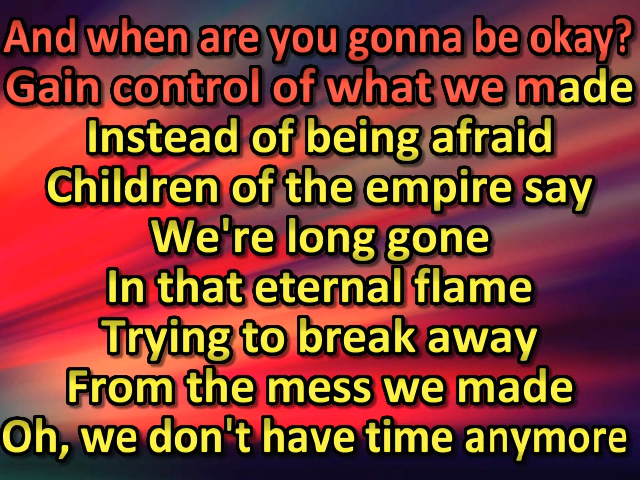 And when are you gonna be okay?
Gain control of what we made
Instead of being afraid
Children of the empire say
We're long gone
In that eternal flame
Trying to break away
From the mess we made
Oh, we don't have time anymore